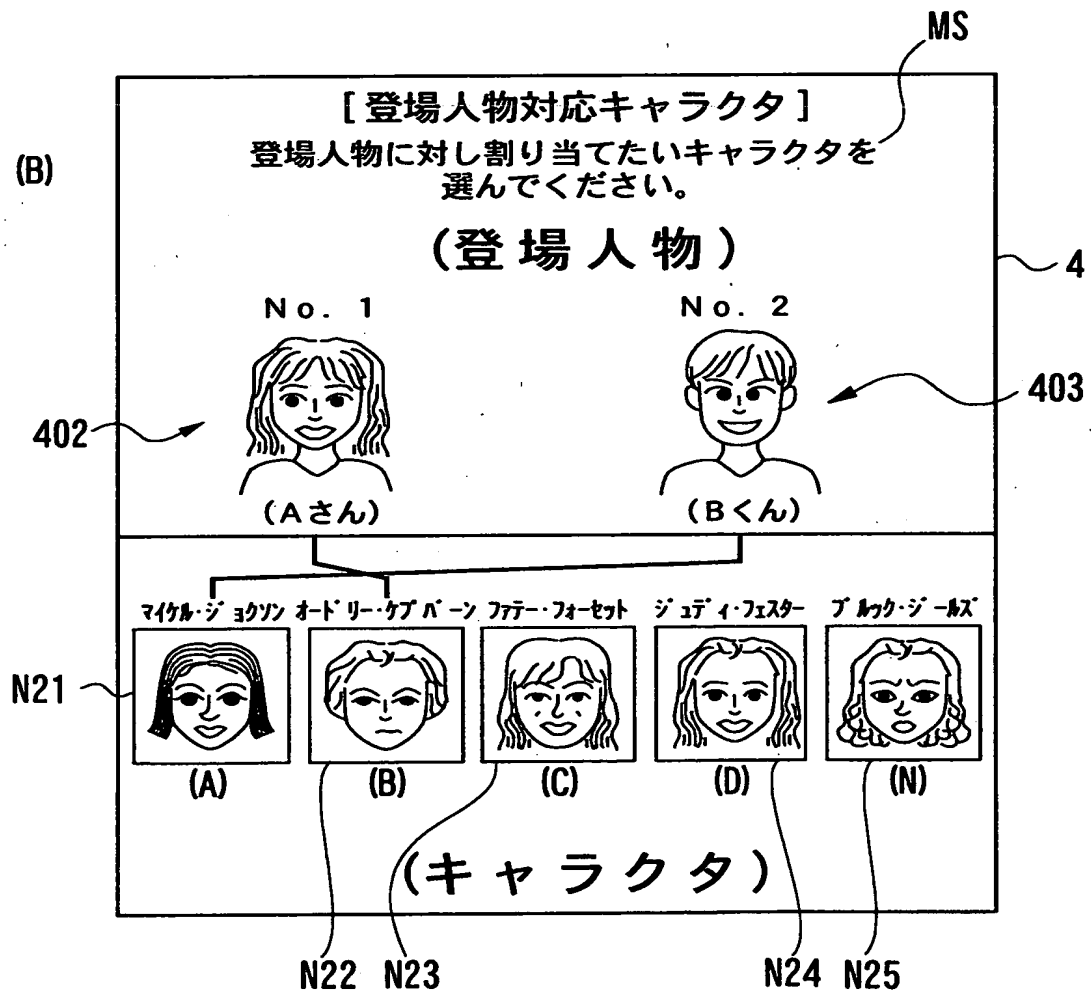 MS
[登場人物対応キャラクタ]
(B)
登場人物に対し割り当てたいキャラクタを
選んでください。
(登場人物)
4
No. 1
No. 2
402
403
(Aさん)
(Bくん)
マイケル・ジョクソン オードリー・ケプバーン ファテー・フォーセット ジュディ・フェスター ブルック・ジールズ
N21
(A) (B) (C) (D) (N)
(キャラクタ)
N22 N23 N24 N25